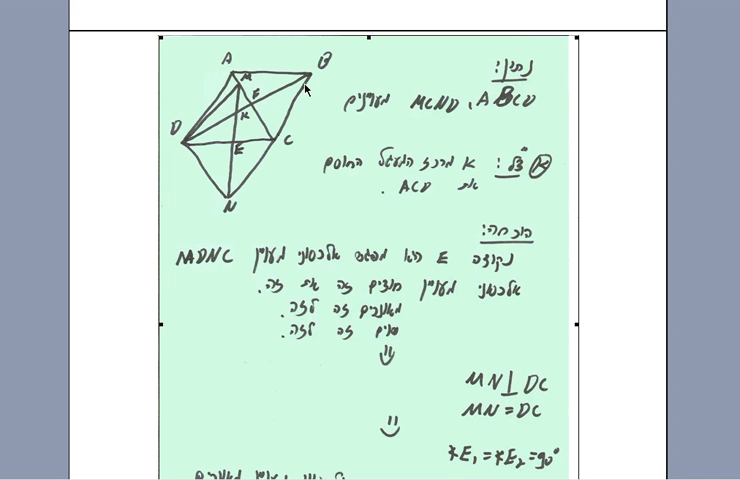 A B
M
F
K
D C
E
N
נתון:
ABCD, MCND מעוינים
א צ"ל: K מרכז המעגל החוסם
את ACD.
הוכחה:
נקודה E היא מפגש אלכסוני מעוין MDNC
אלכסוני מעוין חוצים זה את זה.
מאונכים זה לזה.
שווים זה לזה.
MN⊥DC
MN=DC
∢E₁=∢E₂=90°